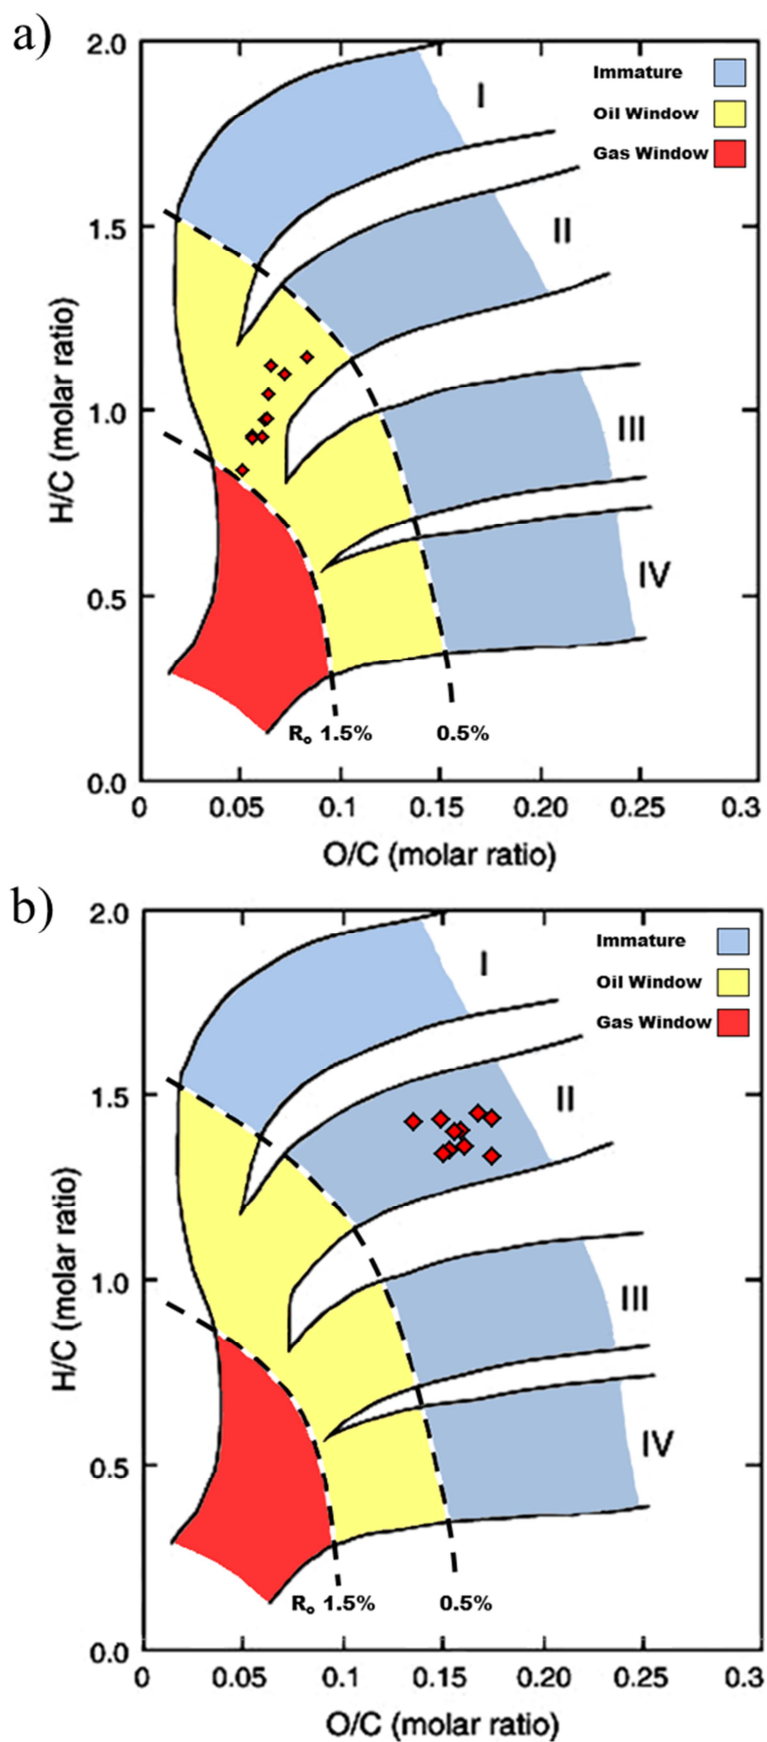 a)
2.0
1.5
1.0
0.5
0.0
H/C (molar ratio)
Immature
Oil Window
Gas Window
I
II
III
IV
Ro 1.5%
0.5%
0
0.05
0.1
0.15
0.20
0.25
0.3
O/C (molar ratio)
b)
2.0
1.5
1.0
0.5
0.0
H/C (molar ratio)
Immature
Oil Window
Gas Window
I
II
III
IV
Ro 1.5%
0.5%
0
0.05
0.1
0.15
0.20
0.25
0.3
O/C (molar ratio)